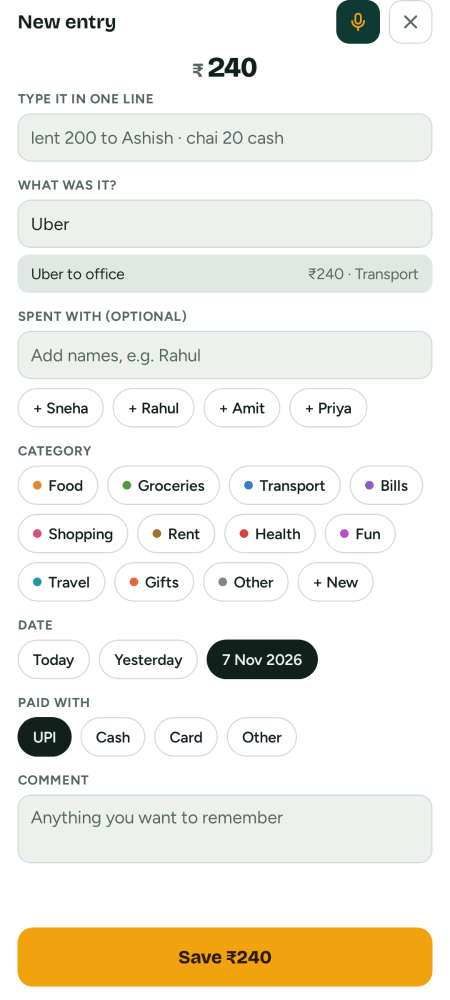 New entry
₹ 240
TYPE IT IN ONE LINE
lent 200 to Ashish · chai 20 cash
WHAT WAS IT?
Uber
Uber to office ₹240 · Transport
SPENT WITH (OPTIONAL)
Add names, e.g. Rahul
+ Sneha + Rahul + Amit + Priya
CATEGORY
Food Groceries Transport Bills
Shopping Rent Health Fun
Travel Gifts Other + New
DATE
Today Yesterday 7 Nov 2026
PAID WITH
UPI Cash Card Other
COMMENT
Anything you want to remember
Save ₹240